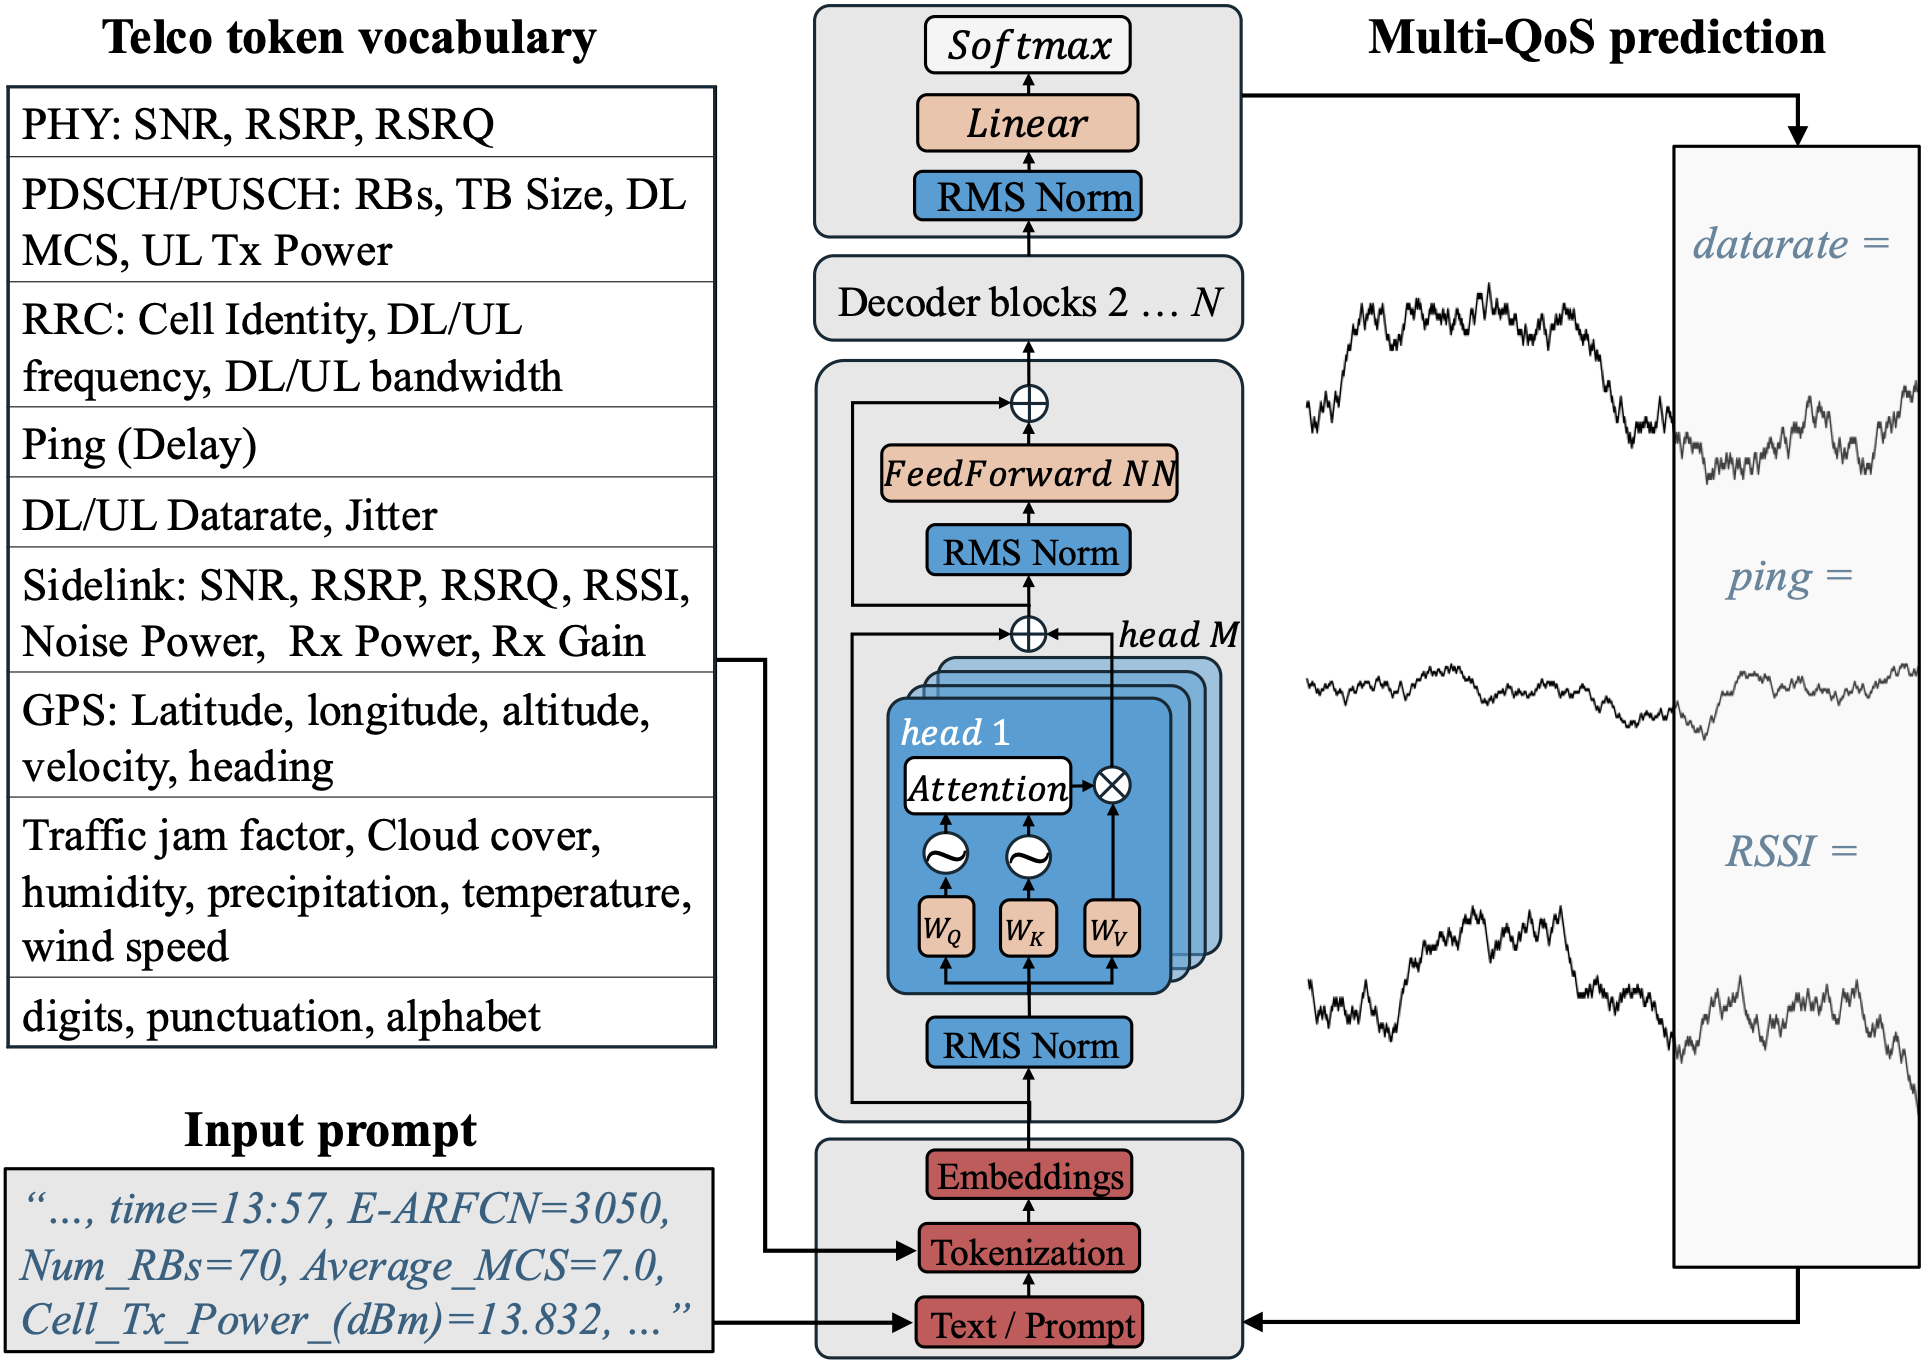 Telco token vocabulary
PHY: SNR, RSRP, RSRQ
PDSCH/PUSCH: RBs, TB Size, DL
MCS, UL Tx Power
RRC: Cell Identity, DL/UL
frequency, DL/UL bandwidth
Ping (Delay)
DL/UL Datarate, Jitter
Sidelink: SNR, RSRP, RSRQ, RSSI,
Noise Power, Rx Power, Rx Gain
GPS: Latitude, longitude, altitude,
velocity, heading
Traffic jam factor, Cloud cover,
humidity, precipitation, temperature,
wind speed
digits, punctuation, alphabet
Input prompt
“..., time=13:57, E-ARFCN=3050,
Num_RBs=70, Average_MCS=7.0,
Cell_Tx_Power_(dBm)=13.832, ...”
Softmax
Linear
RMS Norm
Decoder blocks 2 … N
FeedForward NN
RMS Norm
head M
head 1
Attention
W_Q W_K W_V
RMS Norm
Embeddings
Tokenization
Text / Prompt
Multi-QoS prediction
datarate =
ping =
RSSI =